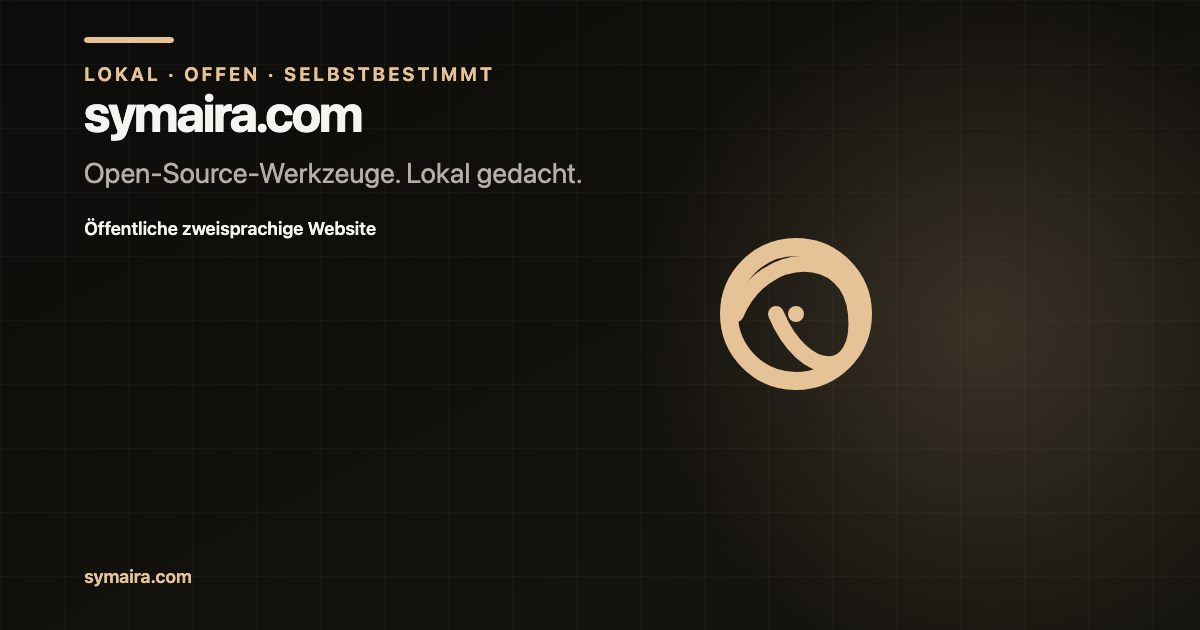 LOKAL · OFFEN · SELBSTBESTIMMT
symaira.com
Open-Source-Werkzeuge. Lokal gedacht.
Öffentliche zweisprachige Website
symaira.com